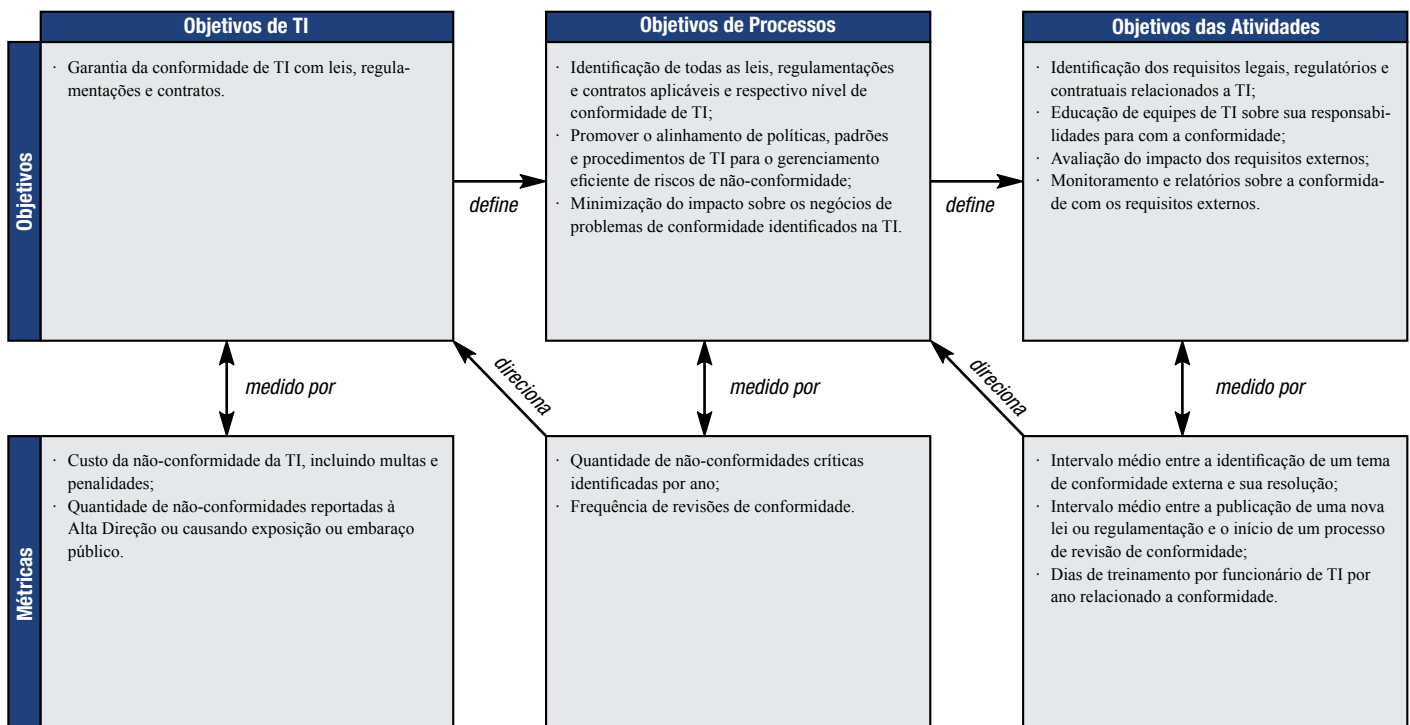 Objetivos de TI
Objetivos de Processos
Objetivos das Atividades
Objetivos
· Garantia da conformidade de TI com leis, regula-
mentações e contratos.
define
· Identificação de todas as leis, regulamentações
e contratos aplicáveis e respectivo nível de
conformidade de TI;
· Promover o alinhamento de políticas, padrões
e procedimentos de TI para o gerenciamento
eficiente de riscos de não-conformidade;
· Minimização do impacto sobre os negócios de
problemas de conformidade identificados na TI.
define
· Identificação dos requisitos legais, regulatórios e
contratuais relacionados a TI;
· Educação de equipes de TI sobre sua responsabi-
lidades para com a conformidade;
· Avaliação do impacto dos requisitos externos;
· Monitoramento e relatórios sobre a conformida-
de com os requisitos externos.
medido por
direciona
medido por
direciona
medido por
Métricas
· Custo da não-conformidade da TI, incluindo multas e
penalidades;
· Quantidade de não-conformidades reportadas à
Alta Direção ou causando exposição ou embaraço
público.
· Quantidade de não-conformidades críticas
identificadas por ano;
· Frequência de revisões de conformidade.
· Intervalo médio entre a identificação de um tema
de conformidade externa e sua resolução;
· Intervalo médio entre a publicação de uma nova
lei ou regulamentação e o início de um processo
de revisão de conformidade;
· Dias de treinamento por funcionário de TI por
ano relacionado a conformidade.